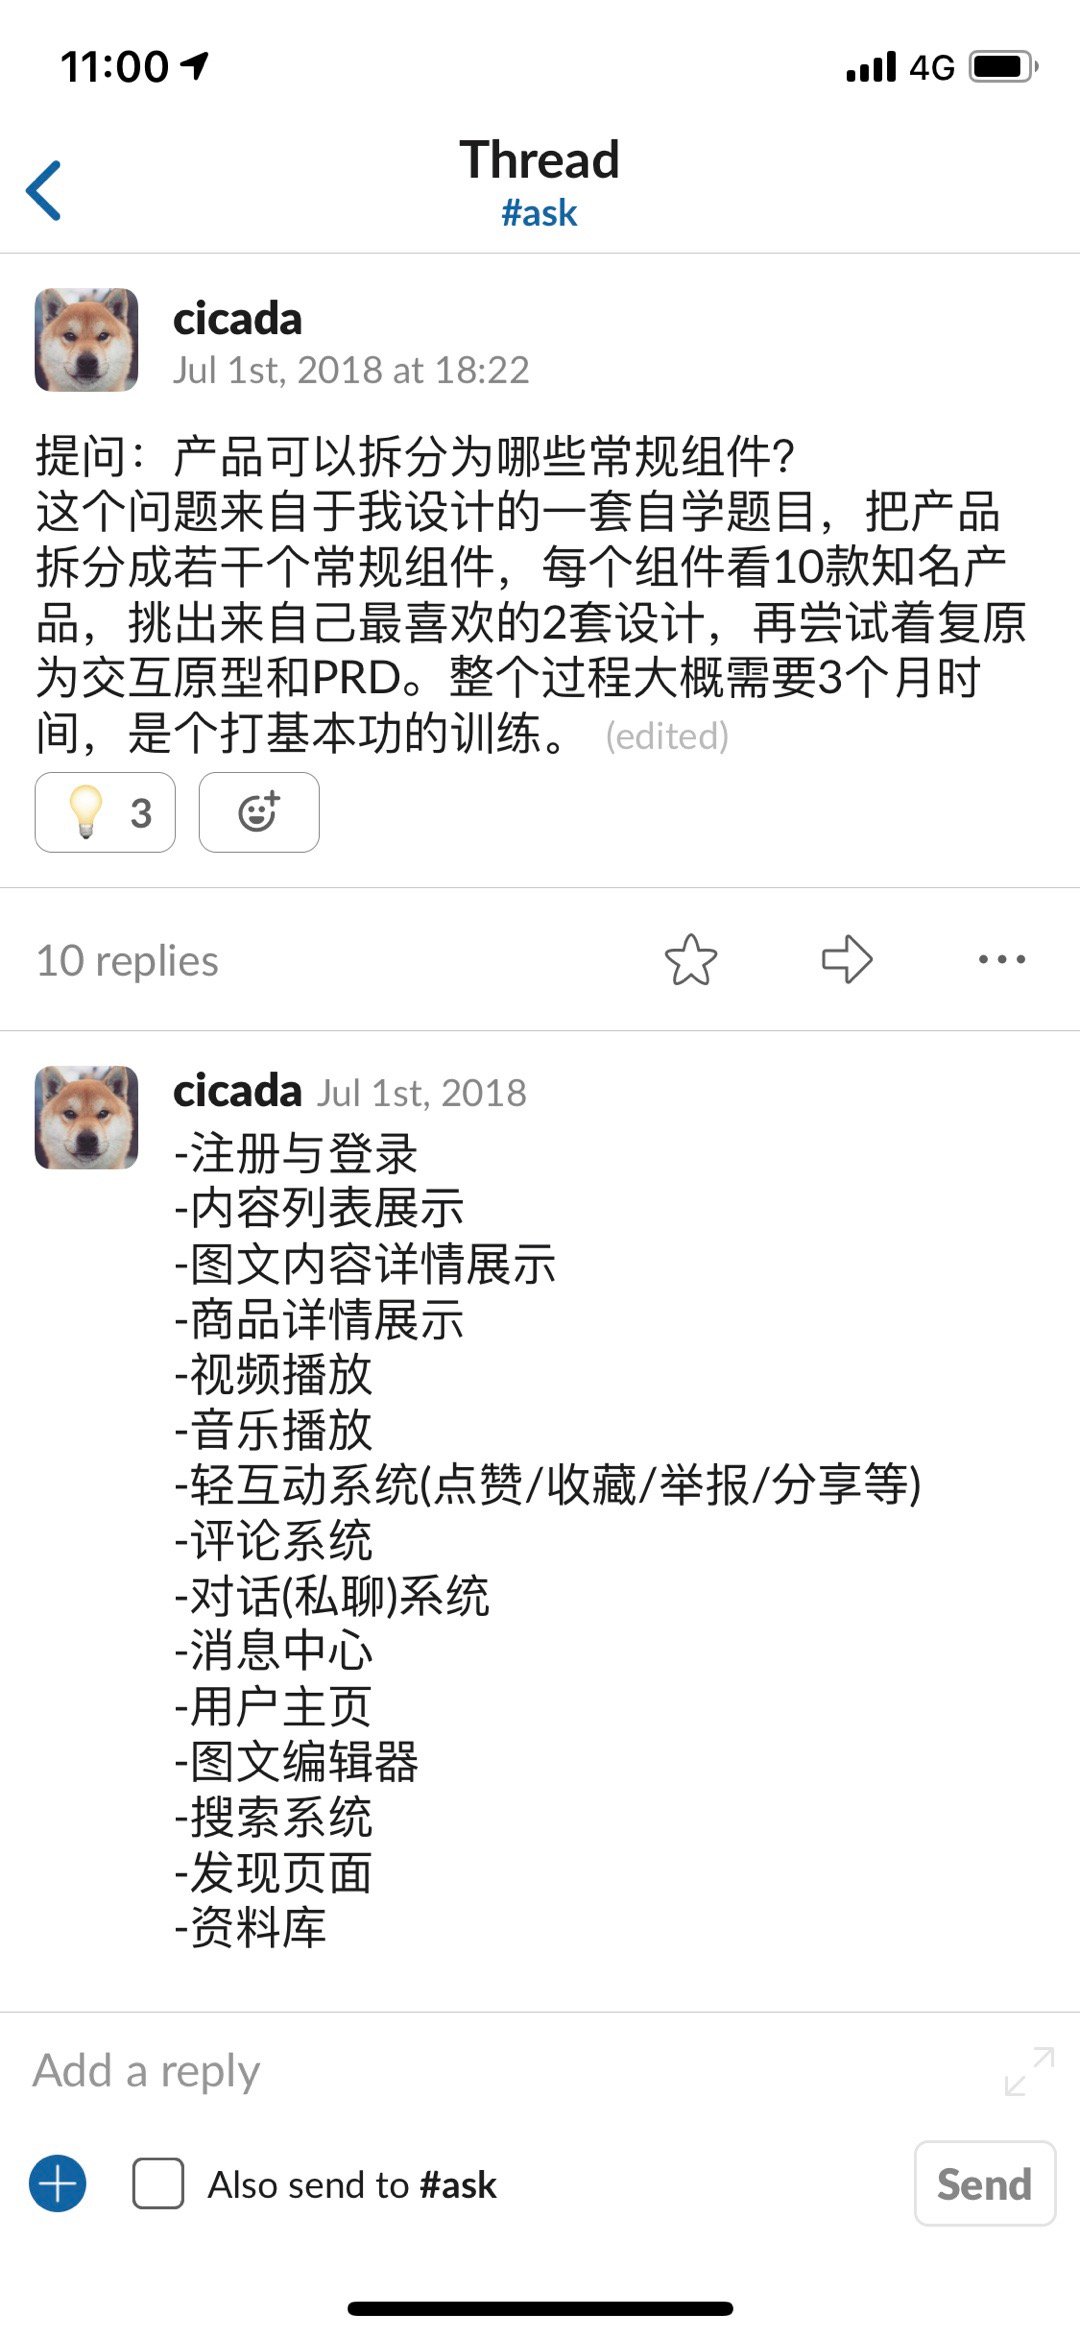 11:00
4G
Thread
#ask
cicada
Jul 1st, 2018 at 18:22
提问：产品可以拆分为哪些常规组件？
这个问题来自于我设计的一套自学题目，把产品
拆分成若干个常规组件，每个组件看10款知名产
品，挑出来自己最喜欢的2套设计，再尝试着复原
为交互原型和PRD。整个过程大概需要3个月时
间，是个打基本功的训练。 (edited)
3
10 replies
cicada Jul 1st, 2018
-注册与登录
-内容列表展示
-图文内容详情展示
-商品详情展示
-视频播放
-音乐播放
-轻互动系统(点赞/收藏/举报/分享等)
-评论系统
-对话(私聊)系统
-消息中心
-用户主页
-图文编辑器
-搜索系统
-发现页面
-资料库
Add a reply
Also send to #ask
Send